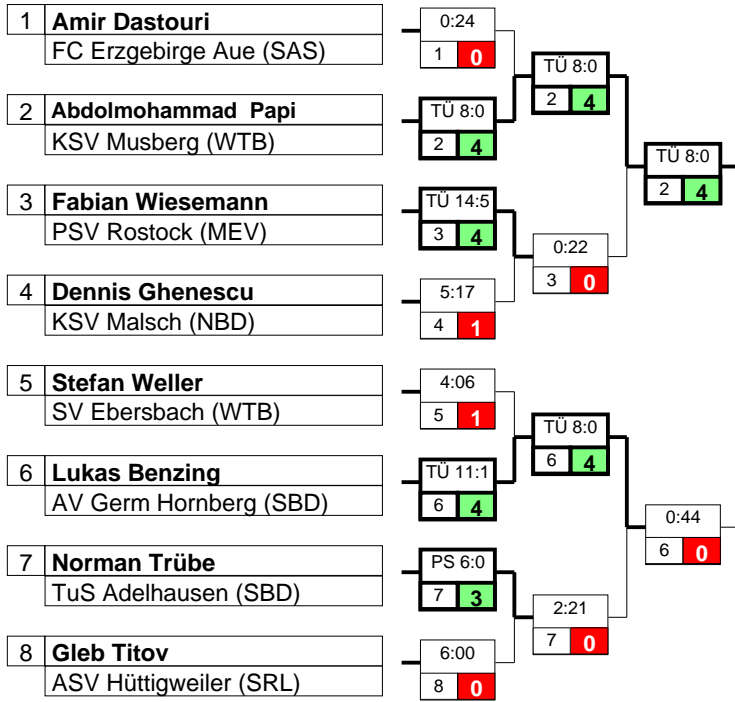 1 Amir Dastouri
FC Erzgebirge Aue (SAS)
0:24
1 0
TÜ 8:0
2 4
2 Abdolmohammad Papi
KSV Musberg (WTB)
TÜ 8:0
2 4
TÜ 8:0
2 4
3 Fabian Wiesemann
PSV Rostock (MEV)
TÜ 14:5
3 4
0:22
3 0
4 Dennis Ghenescu
KSV Malsch (NBD)
5:17
4 1
5 Stefan Weller
SV Ebersbach (WTB)
4:06
5 1
TÜ 8:0
6 4
6 Lukas Benzing
AV Germ Hornberg (SBD)
TÜ 11:1
6 4
0:44
6 0
7 Norman Trübe
TuS Adelhausen (SBD)
PS 6:0
7 3
2:21
7 0
8 Gleb Titov
ASV Hüttigweiler (SRL)
6:00
8 0